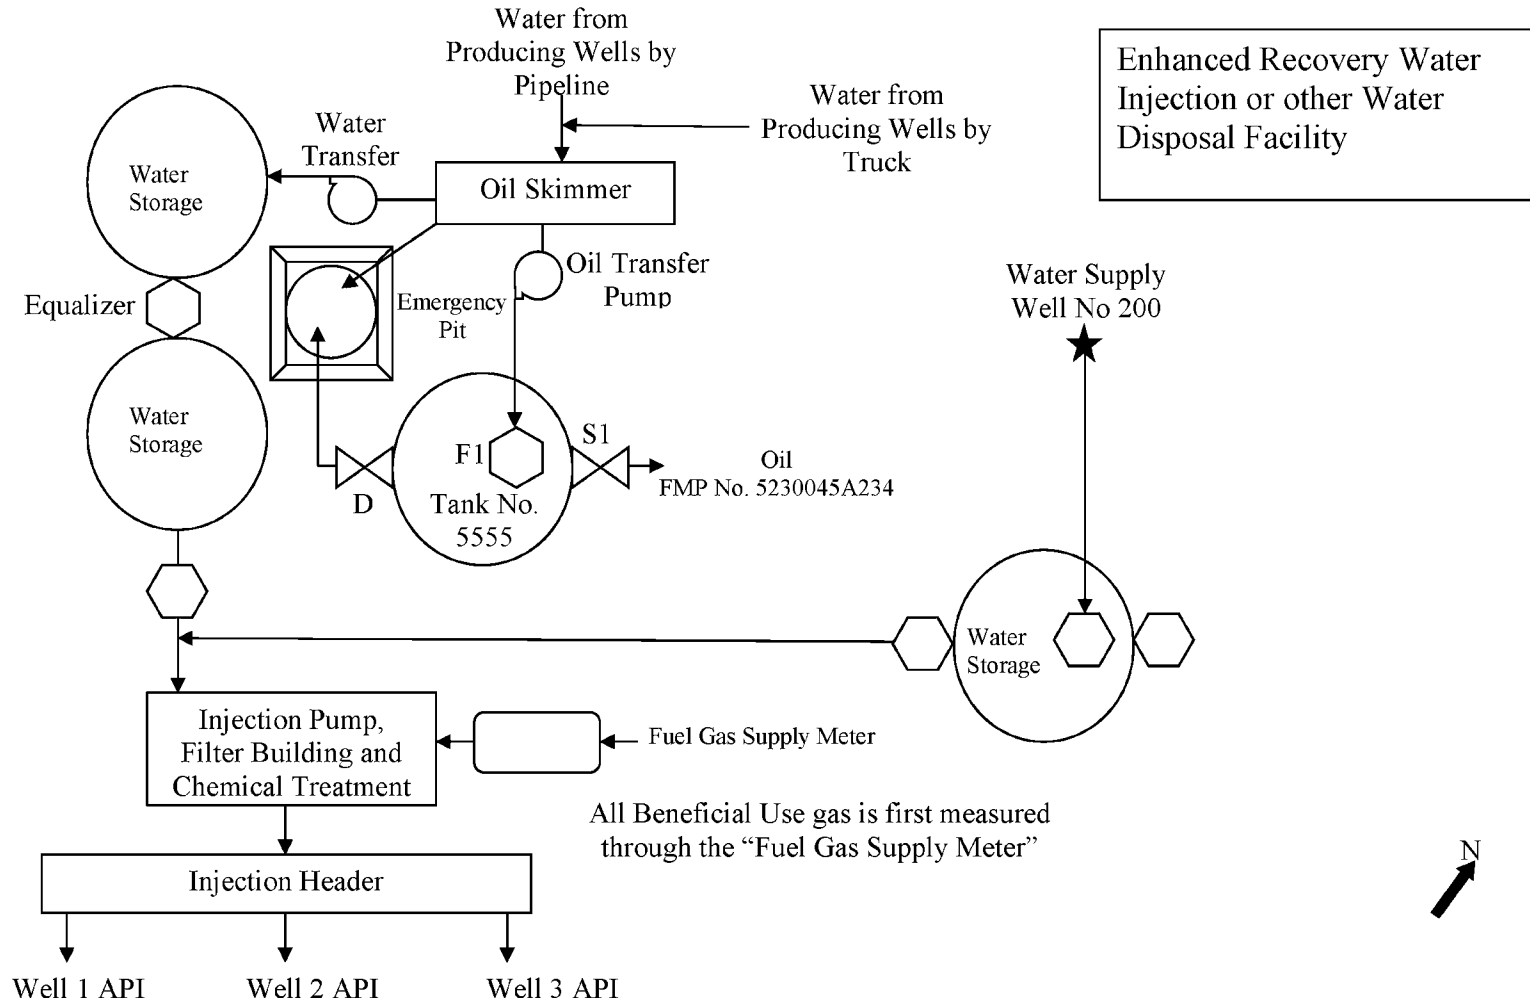 Water from
Producing Wells by
Pipeline
Water from
Producing Wells by
Truck
Enhanced Recovery Water
Injection or other Water
Disposal Facility
Water
Transfer
Water
Storage
Oil Skimmer
Oil Transfer
Pump
Emergency
Pit
Equalizer
Water Supply
Well No 200
Water
Storage
F1
S1
D
Tank No.
5555
Oil
FMP No. 5230045A234
Water
Storage
Injection Pump,
Filter Building and
Chemical Treatment
Fuel Gas Supply Meter
All Beneficial Use gas is first measured
through the “Fuel Gas Supply Meter”
Injection Header
N
Well 1 API
Well 2 API
Well 3 API